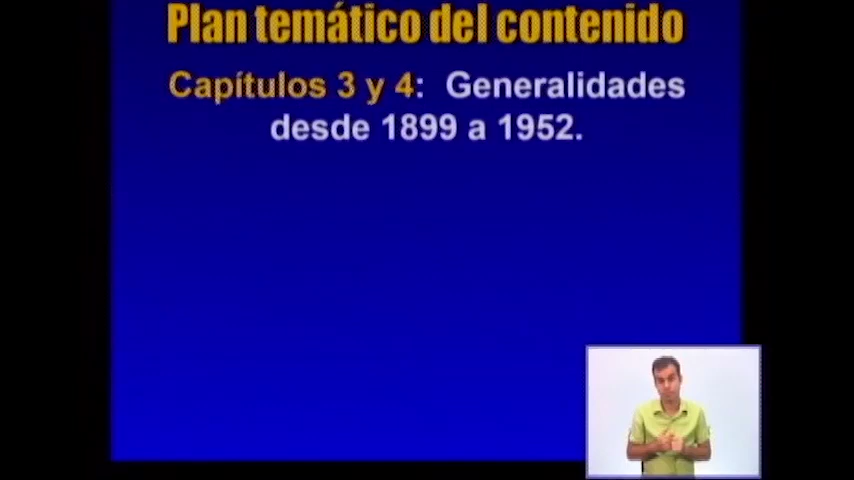 Plan temático del contenido
Capítulos 3 y 4: Generalidades
desde 1899 a 1952.